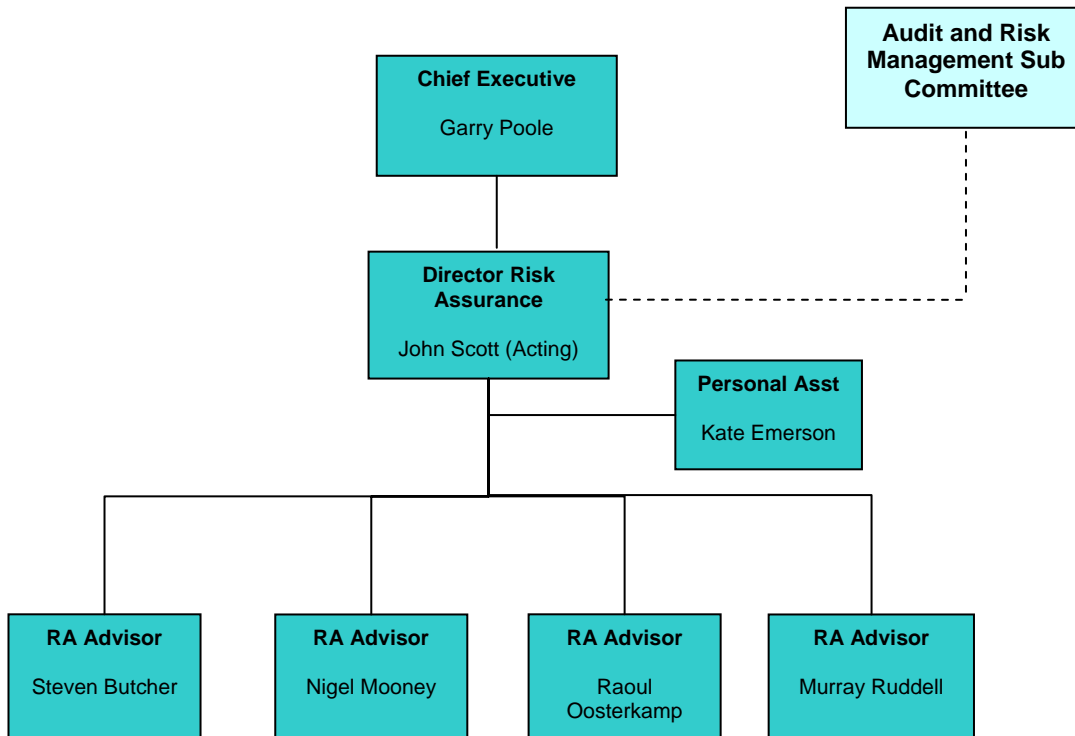 Audit and Risk
Management Sub
Committee
Chief Executive
Garry Poole
Director Risk
Assurance
John Scott (Acting)
Personal Asst
Kate Emerson
RA Advisor
Steven Butcher
RA Advisor
Nigel Mooney
RA Advisor
Raoul
Oosterkamp
RA Advisor
Murray Ruddell